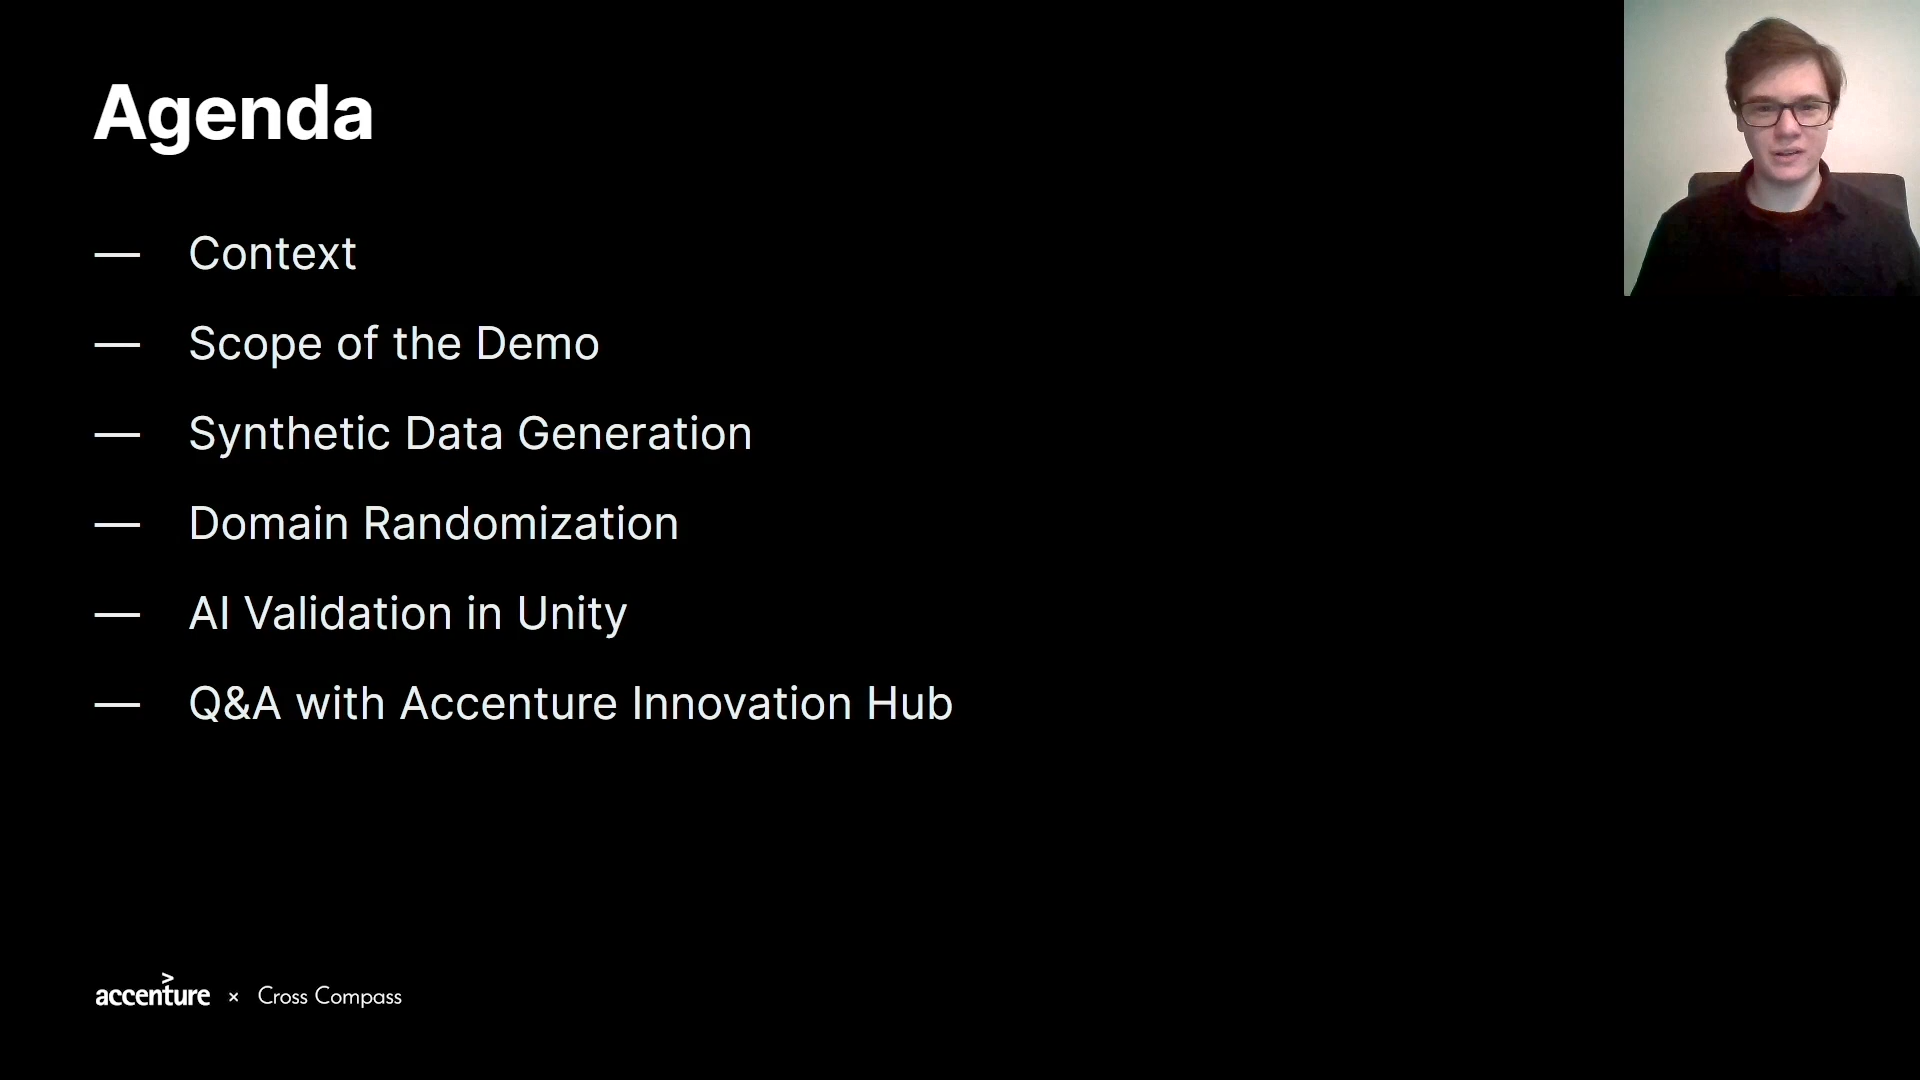 Agenda
— Context
— Scope of the Demo
— Synthetic Data Generation
— Domain Randomization
— AI Validation in Unity
— Q&A with Accenture Innovation Hub
accenture × Cross Compass